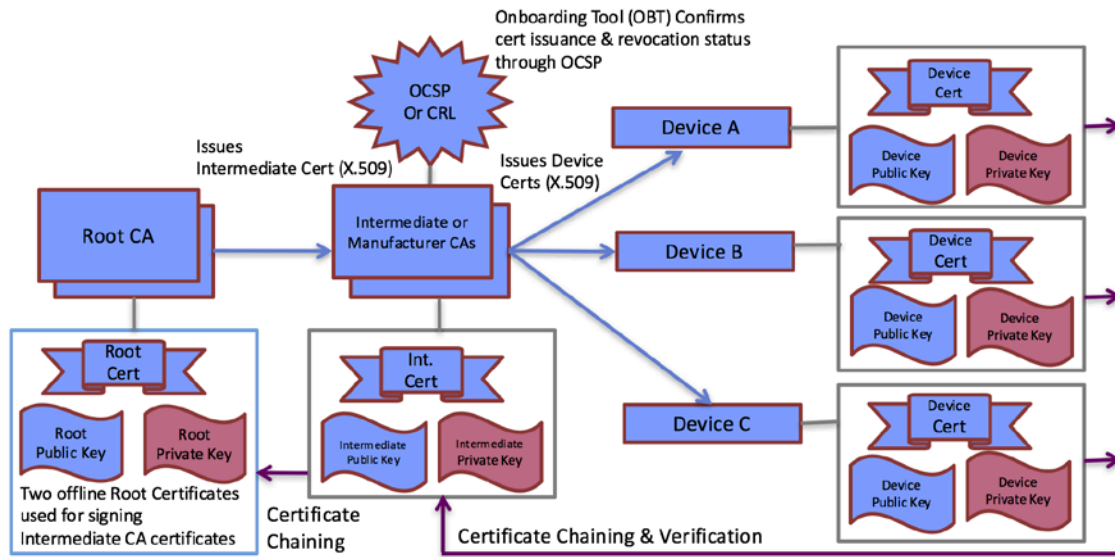 Onboarding Tool (OBT) Confirms
cert issuance & revocation status
through OCSP
OCSP
Or CRL
Issues
Intermediate Cert (X.509)
Issues Device
Certs (X.509)
Root CA
Intermediate or
Manufacturer CAs
Device A
Device
Cert
Device
Public Key
Device
Private Key
Device B
Device
Cert
Device
Public Key
Device
Private Key
Device C
Device
Cert
Device
Public Key
Device
Private Key
Root
Cert
Root
Public Key
Root
Private Key
Two offline Root Certificates
used for signing
Intermediate CA certificates
Int.
Cert
Intermediate
Public Key
Intermediate
Private Key
Certificate
Chaining
Certificate Chaining & Verification